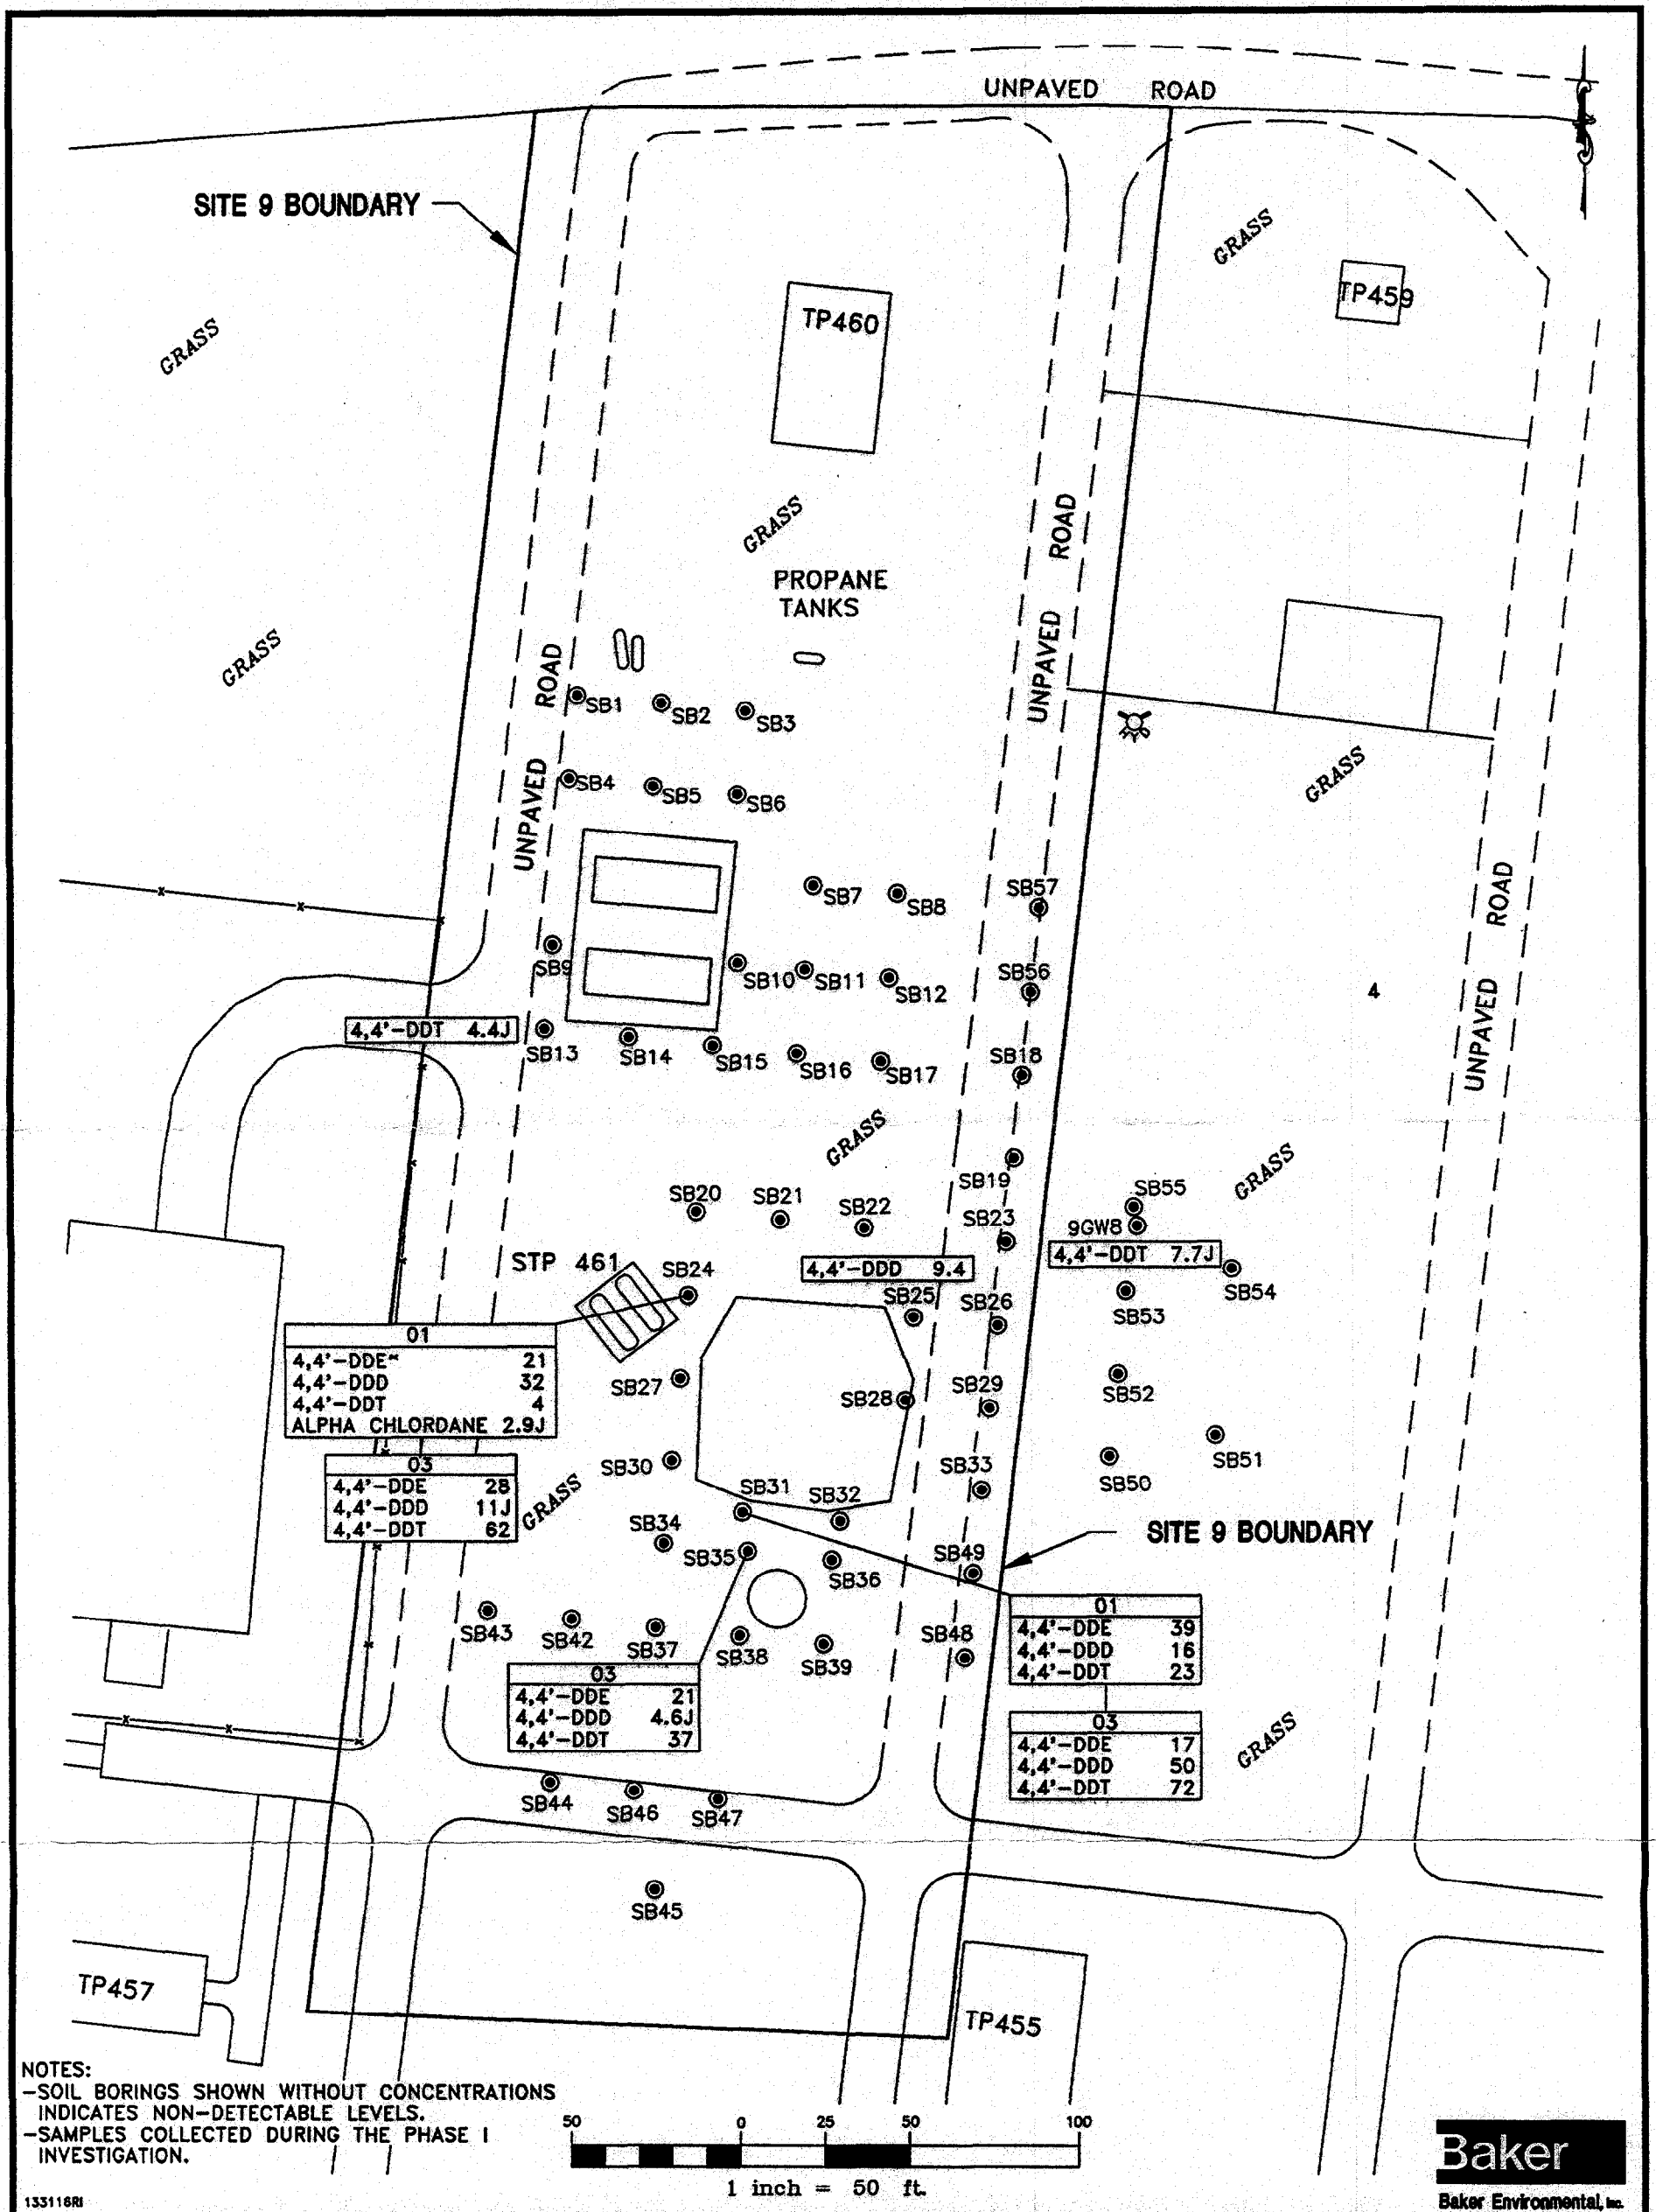 UNPAVED ROAD
SITE 9 BOUNDARY
GRASS
TP459
TP460
GRASS
GRASS
UNPAVED ROAD
PROPANE
TANKS
GRASS
UNPAVED ROAD
SB1
SB2
SB3
GRASS
SB4
SB5
SB6
SB7
SB8
SB57
UNPAVED ROAD
SB9
SB10
SB11
SB12
SB56
4
4,4'-DDT 4.4J
SB13
SB14
SB15
SB16
SB17
SB18
GRASS
SB19
GRASS
SB20
SB21
SB22
SB23
SB55
9GW8
4,4'-DDT 7.7J
STP 461
SB24
4,4'-DDD 9.4
SB25
SB26
SB53
SB54
01
4,4'-DDE* 21
4,4'-DDD 32
4,4'-DDT 4
ALPHA CHLORDANE 2.9J
SB27
SB28
SB29
SB52
03
4,4'-DDE 28
4,4'-DDD 11J
4,4'-DDT 62
GRASS
SB30
SB31
SB32
SB33
SB50
SB51
SB34
SB35
SB36
SB49
SITE 9 BOUNDARY
SB43
SB42
SB37
SB38
SB39
SB48
01
4,4'-DDE 39
4,4'-DDD 16
4,4'-DDT 23
03
4,4'-DDE 21
4,4'-DDD 4.6J
4,4'-DDT 37
03
4,4'-DDE 17
4,4'-DDD 50
4,4'-DDT 72
GRASS
SB44
SB46
SB47
SB45
TP457
TP455
NOTES:
-SOIL BORINGS SHOWN WITHOUT CONCENTRATIONS
INDICATES NON-DETECTABLE LEVELS.
-SAMPLES COLLECTED DURING THE PHASE I
INVESTIGATION.
50 0 25 50 100
1 inch = 50 ft.
133116RI
Baker
Baker Environmental, Inc.